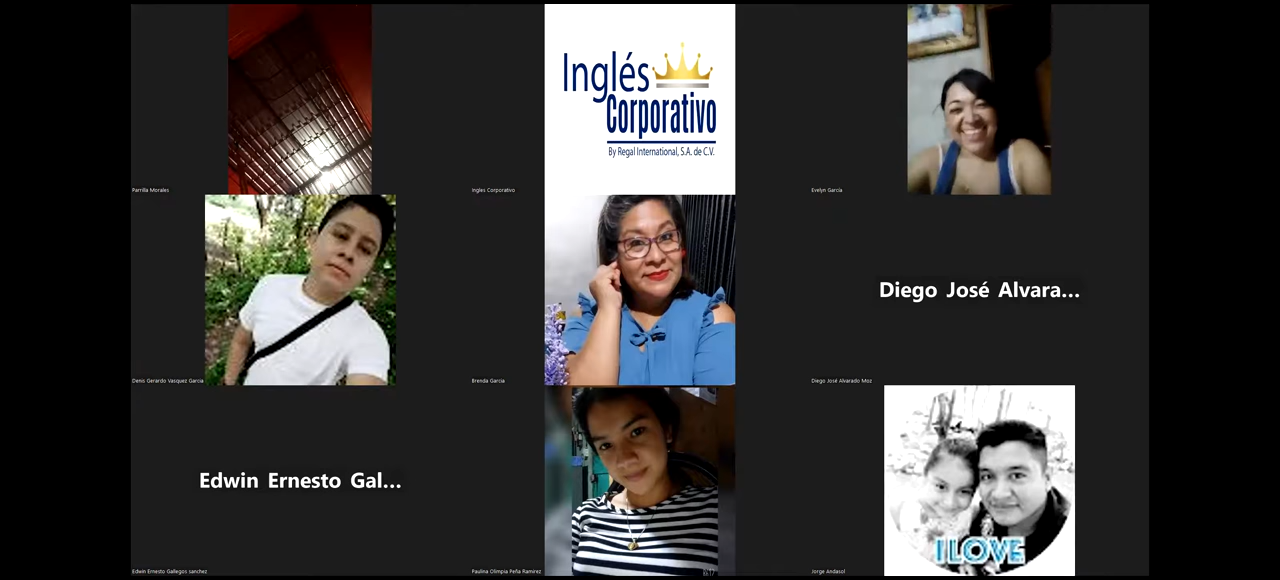 Inglés
Corporativo
By Regal International, S.A. de C.V.
Parrilla Morales
Ingles Corporativo
Evelyn García
Diego José Alvara...
Denis Gerardo Vasquez Garcia
Brenda Garcia
Diego José Alvarado Moz
Edwin Ernesto Gal...
I LOVE
Edwin Ernesto Gallegos sanchez
Paulina Olimpia Peña Ramirez
Jorge Andasol